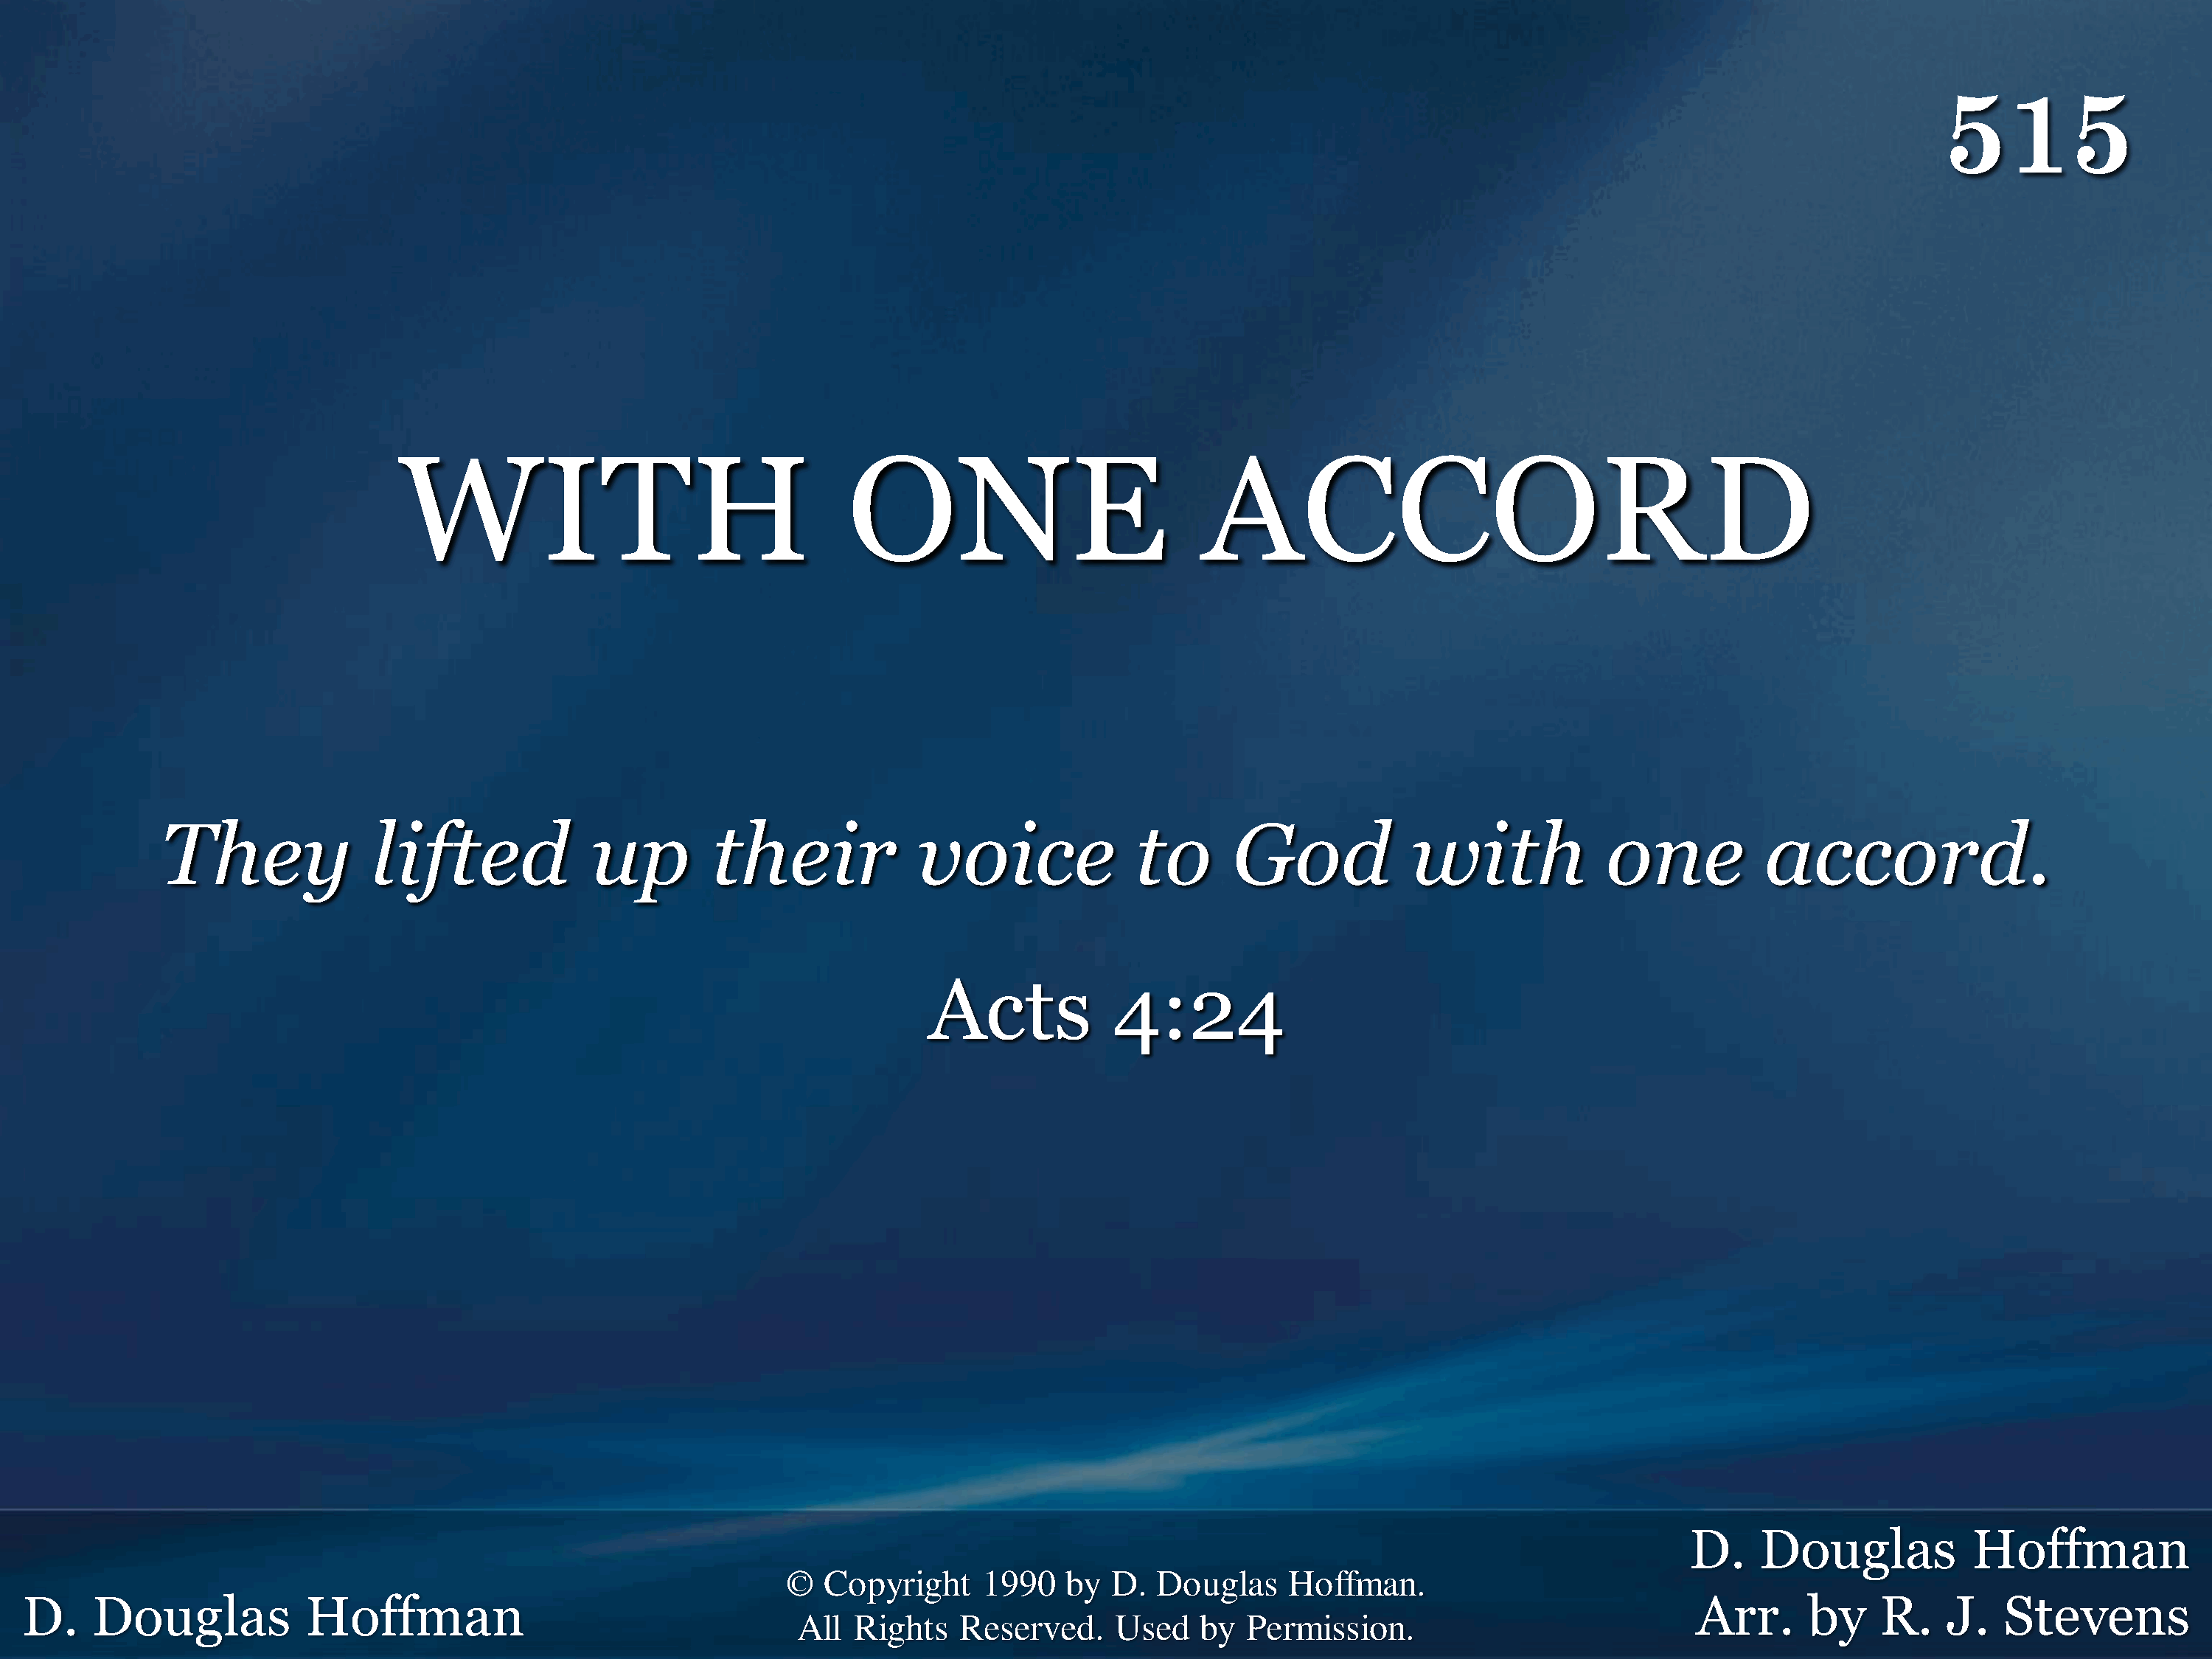 515
WITH ONE ACCORD
They lifted up their voice to God with one accord.
Acts 4:24
D. Douglas Hoffman
© Copyright 1990 by D. Douglas Hoffman.
All Rights Reserved. Used by Permission.
D. Douglas Hoffman
Arr. by R. J. Stevens